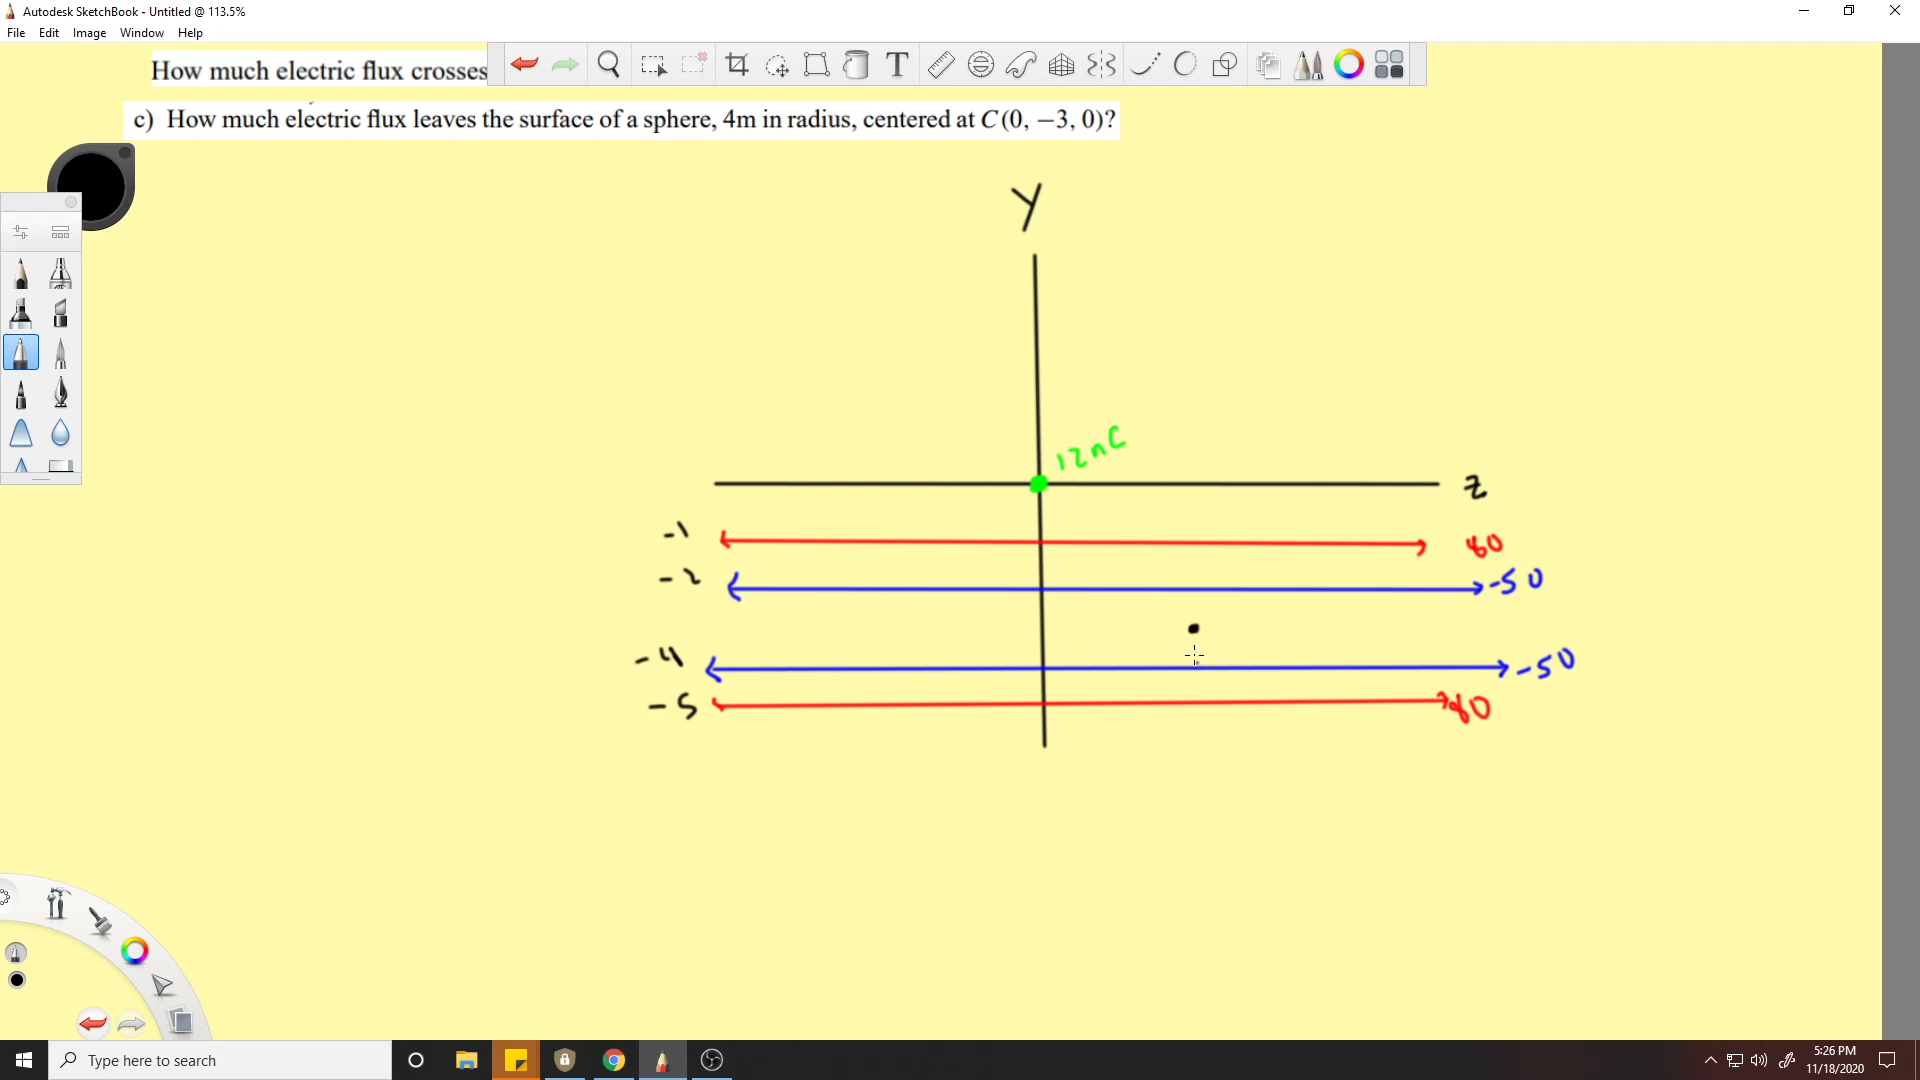 Autodesk SketchBook - Untitled @ 113.5%
File Edit Image Window Help
How much electric flux crosses
T
c) How much electric flux leaves the surface of a sphere, 4m in radius, centered at C(0, −3, 0)?
Y
12nC
z
-1
80
-2
-50
-4
-50
-5
80
Type here to search
5:26 PM
11/18/2020